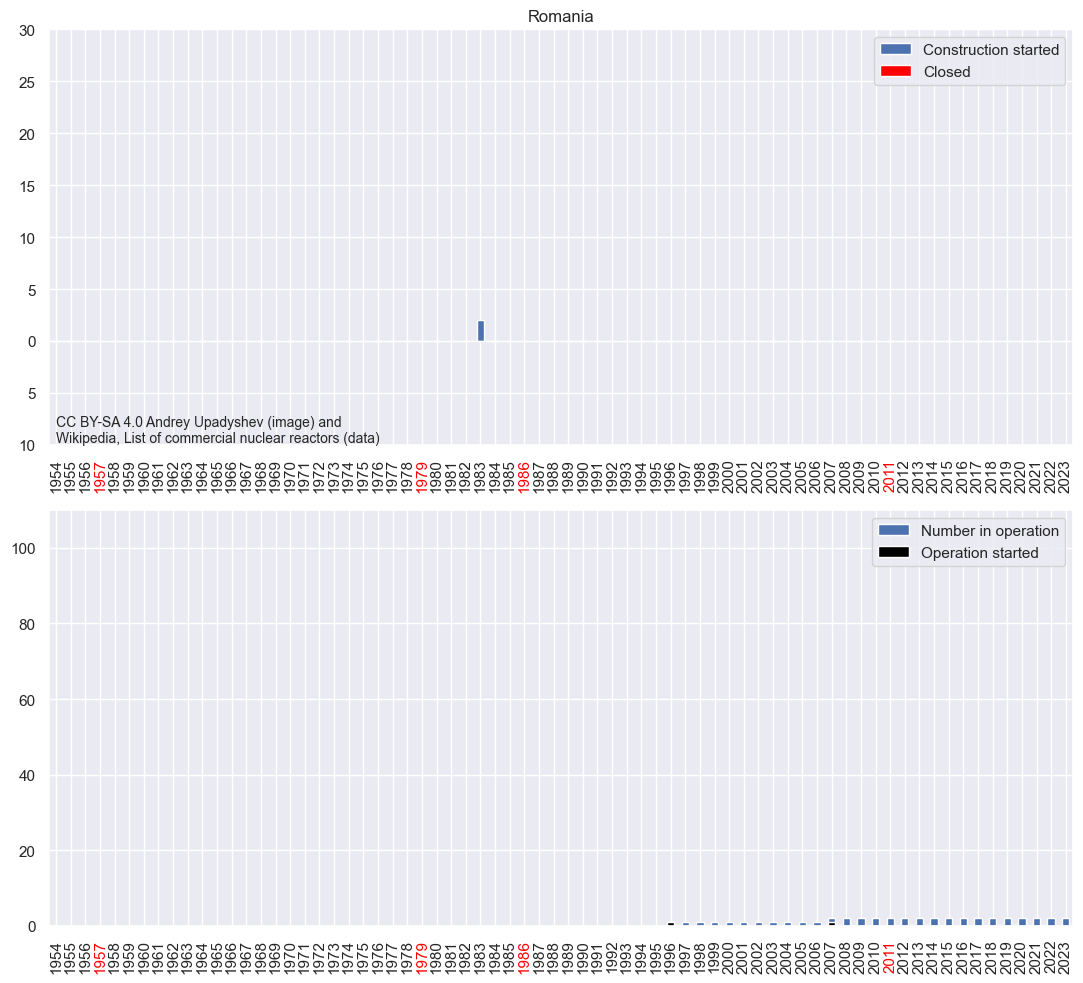 Romania
30
25
20
15
10
5
0
5
10
Construction started
Closed
CC BY-SA 4.0 Andrey Upadyshev (image) and
Wikipedia, List of commercial nuclear reactors (data)
1954 1955 1956 1957 1958 1959 1960 1961 1962 1963 1964 1965 1966 1967 1968 1969 1970 1971 1972 1973 1974 1975 1976 1977 1978 1979 1980 1981 1982 1983 1984 1985 1986 1987 1988 1989 1990 1991 1992 1993 1994 1995 1996 1997 1998 1999 2000 2001 2002 2003 2004 2005 2006 2007 2008 2009 2010 2011 2012 2013 2014 2015 2016 2017 2018 2019 2020 2021 2022 2023
100
80
60
40
20
0
Number in operation
Operation started
1954 1955 1956 1957 1958 1959 1960 1961 1962 1963 1964 1965 1966 1967 1968 1969 1970 1971 1972 1973 1974 1975 1976 1977 1978 1979 1980 1981 1982 1983 1984 1985 1986 1987 1988 1989 1990 1991 1992 1993 1994 1995 1996 1997 1998 1999 2000 2001 2002 2003 2004 2005 2006 2007 2008 2009 2010 2011 2012 2013 2014 2015 2016 2017 2018 2019 2020 2021 2022 2023